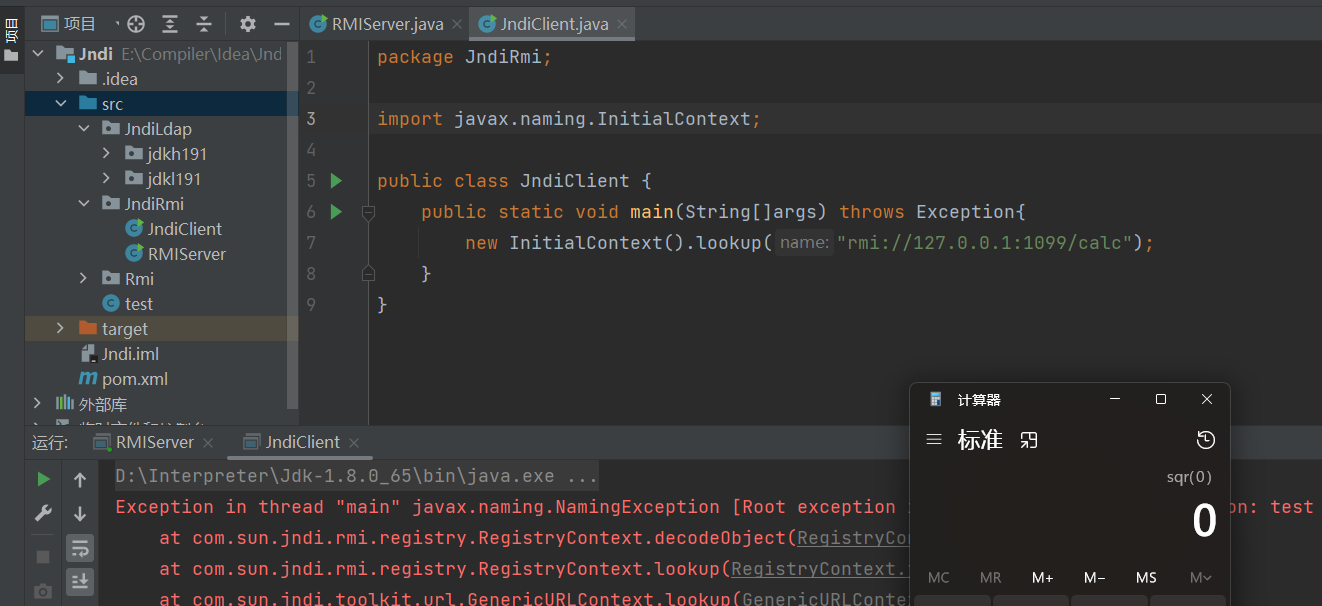 项目
项目
RMIServer.java
JndiClient.java
Jndi E:\Compiler\Idea\Jnd
.idea
src
JndiLdap
jdkh191
jdkl191
JndiRmi
JndiClient
RMIServer
Rmi
test
target
Jndi.iml
pom.xml
外部库
1 package JndiRmi;
2
3 import javax.naming.InitialContext;
4
5 public class JndiClient {
6 public static void main(String[]args) throws Exception{
7 new InitialContext().lookup( name: "rmi://127.0.0.1:1099/calc");
8 }
9 }
运行: RMIServer JndiClient
D:\Interpreter\Jdk-1.8.0_65\bin\java.exe ...
Exception in thread "main" javax.naming.NamingException [Root exception on: test
at com.sun.jndi.rmi.registry.RegistryContext.decodeObject(RegistryCon
at com.sun.jndi.rmi.registry.RegistryContext.lookup(RegistryContext.
at com.sun.jndi.toolkit.url.GenericURLContext.lookup(GenericURLConte
计算器
标准
sqr(0)
0
MC MR M+ M− MS M